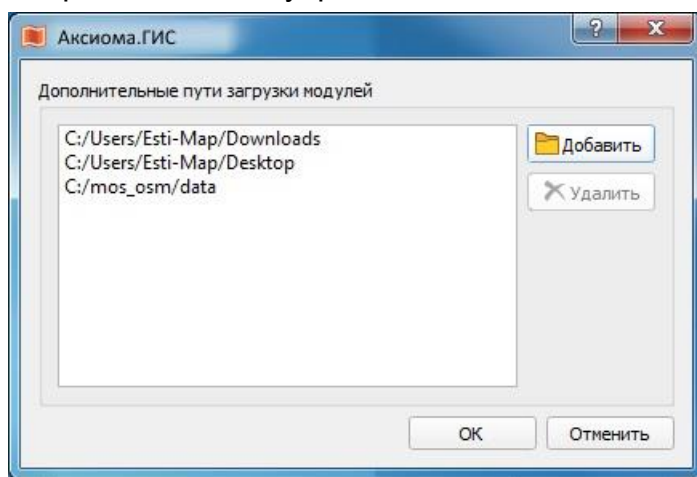 Аксиома.ГИС
Дополнительные пути загрузки модулей
C:/Users/Esti-Map/Downloads
C:/Users/Esti-Map/Desktop
C:/mos_osm/data
Добавить
Удалить
ОК
Отменить